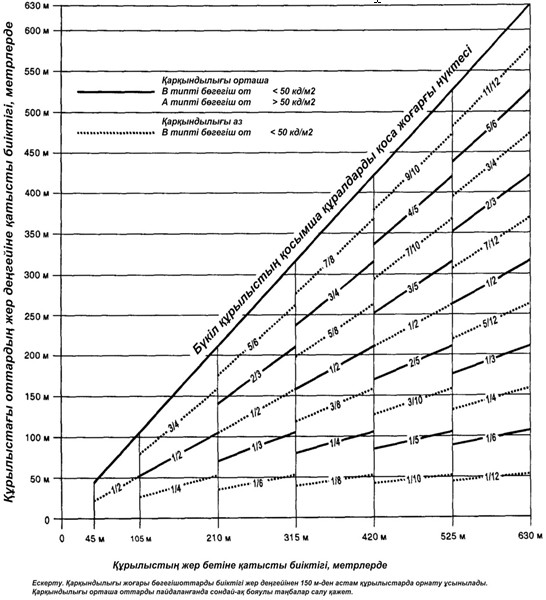 630 м
600 м
550 м
500 м
450 м
400 м
350 м
300 м
250 м
200 м
150 м
100 м
50 м
0
Құрылыстағы оттардың жер деңгейіне қатысты биіктігі, метрлерде
Қарқындылығы орташа
В типті бөгегіш от < 50 кд/м2
А типті бөгегіш от > 50 кд/м2
Қарқындылығы аз
В типті бөгегіш от < 50 кд/м2
Бүкіл құрылыстың қосымша құралдарды қоса жоғарғы нүктесі
1/2
3/4
1/2
1/4
5/6
2/3
1/2
1/3
1/6
7/8
3/4
5/8
1/2
3/8
1/4
1/8
9/10
4/5
7/10
3/5
1/2
2/5
3/10
1/5
1/10
11/12
5/6
3/4
2/3
7/12
1/2
5/12
1/3
1/4
1/6
1/12
0 45 м 105 м 210 м 315 м 420 м 525 м 630 м
Құрылыстың жер бетіне қатысты биіктігі, метрлерде
Ескерту. Қарқындылығы жоғары бөгегішоттарды биіктігі жер деңгейінен 150 м-ден астам құрылыстарда орнату ұсынылады.
Қарқындылығы орташа оттарды пайдаланғанда сондай-ақ бояулы таңбалар салу қажет.